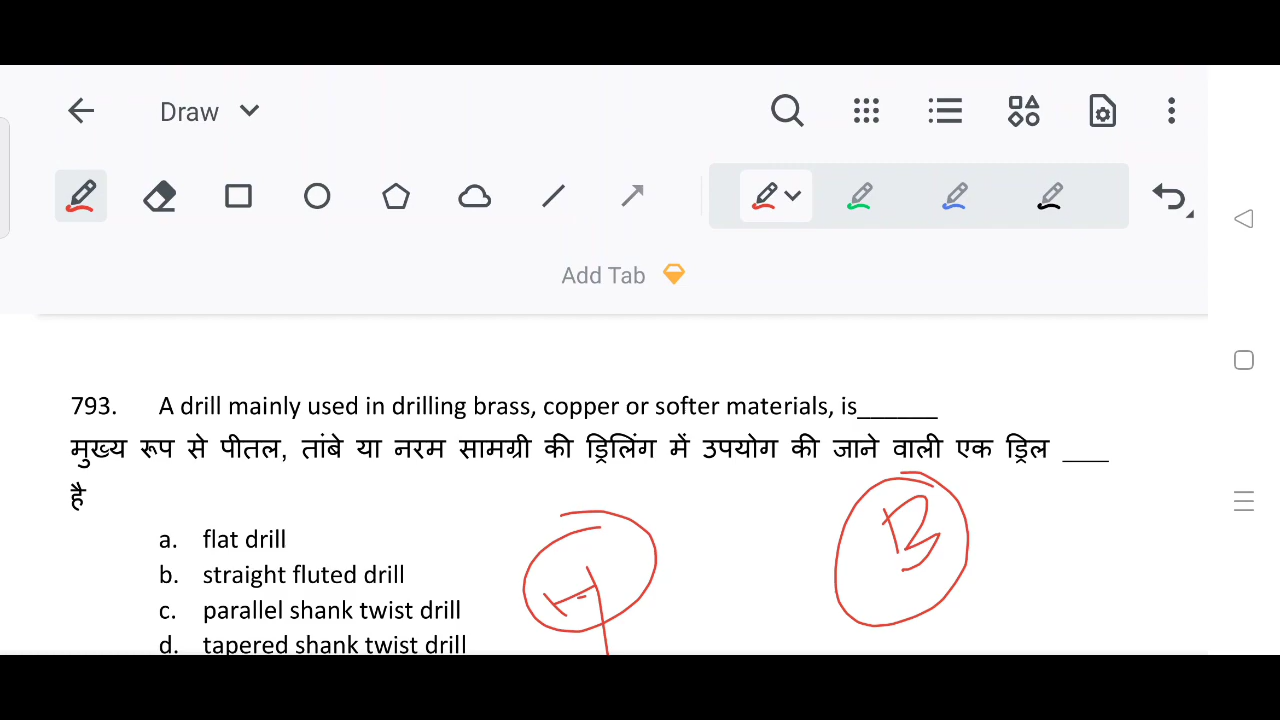 Draw
Add Tab
793. A drill mainly used in drilling brass, copper or softer materials, is______
मुख्य रूप से पीतल, तांबे या नरम सामग्री की ड्रिलिंग में उपयोग की जाने वाली एक ड्रिल ___
है
a. flat drill
b. straight fluted drill
c. parallel shank twist drill
d. tapered shank twist drill
B